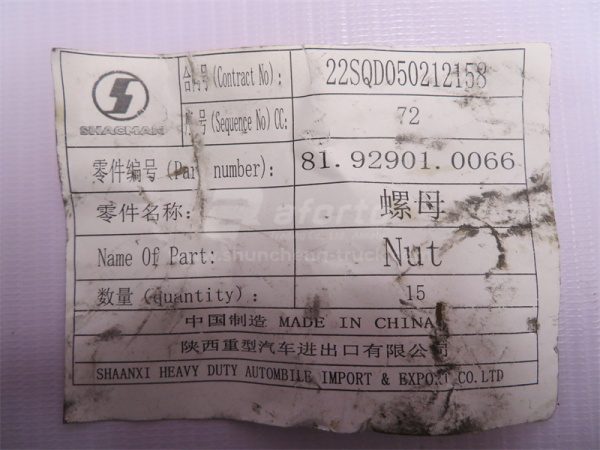 合同号(Contract No): 22SQD050212158
SHACMAN
序号(Sequence No)CC: 72
零件编号(Part number): 81.92901.0066
零件名称: 螺母
Name Of Part: Nut
数量(quantity): 15
中国制造 MADE IN CHINA
陕西重型汽车进出口有限公司
SHAANXI HEAVY DUTY AUTOMBILE IMPORT & EXPORT CO.LTD